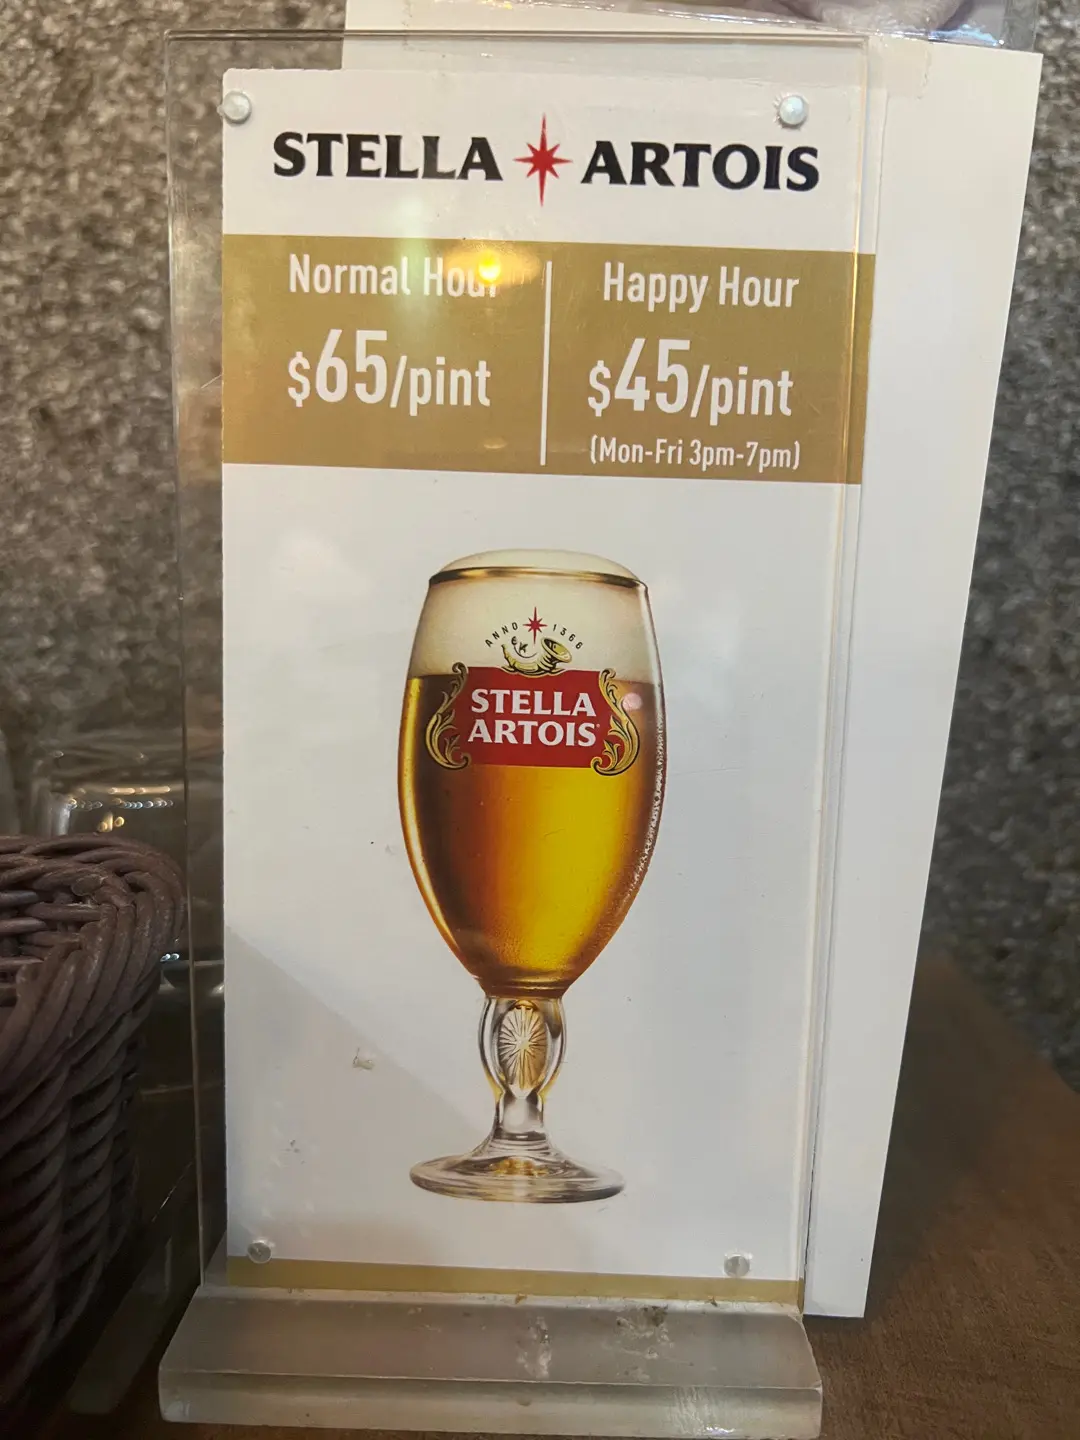 STELLA ARTOIS
Normal Hour
$65/pint
Happy Hour
$45/pint
(Mon-Fri 3pm-7pm)
ANNO 1366
STELLA
ARTOIS